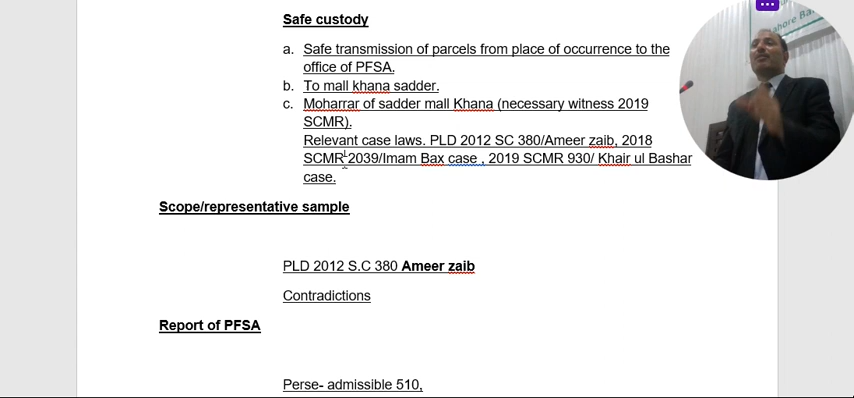 Safe custody
a. Safe transmission of parcels from place of occurrence to the
office of PFSA.
b. To mall khana sadder.
c. Moharrar of sadder mall Khana (necessary witness 2019
SCMR).
Relevant case laws. PLD 2012 SC 380/Ameer zaib, 2018
SCMR 2039/Imam Bax case , 2019 SCMR 930/ Khair ul Bashar
case.
Scope/representative sample
PLD 2012 S.C 380 Ameer zaib
Contradictions
Report of PFSA
Perse- admissible 510,